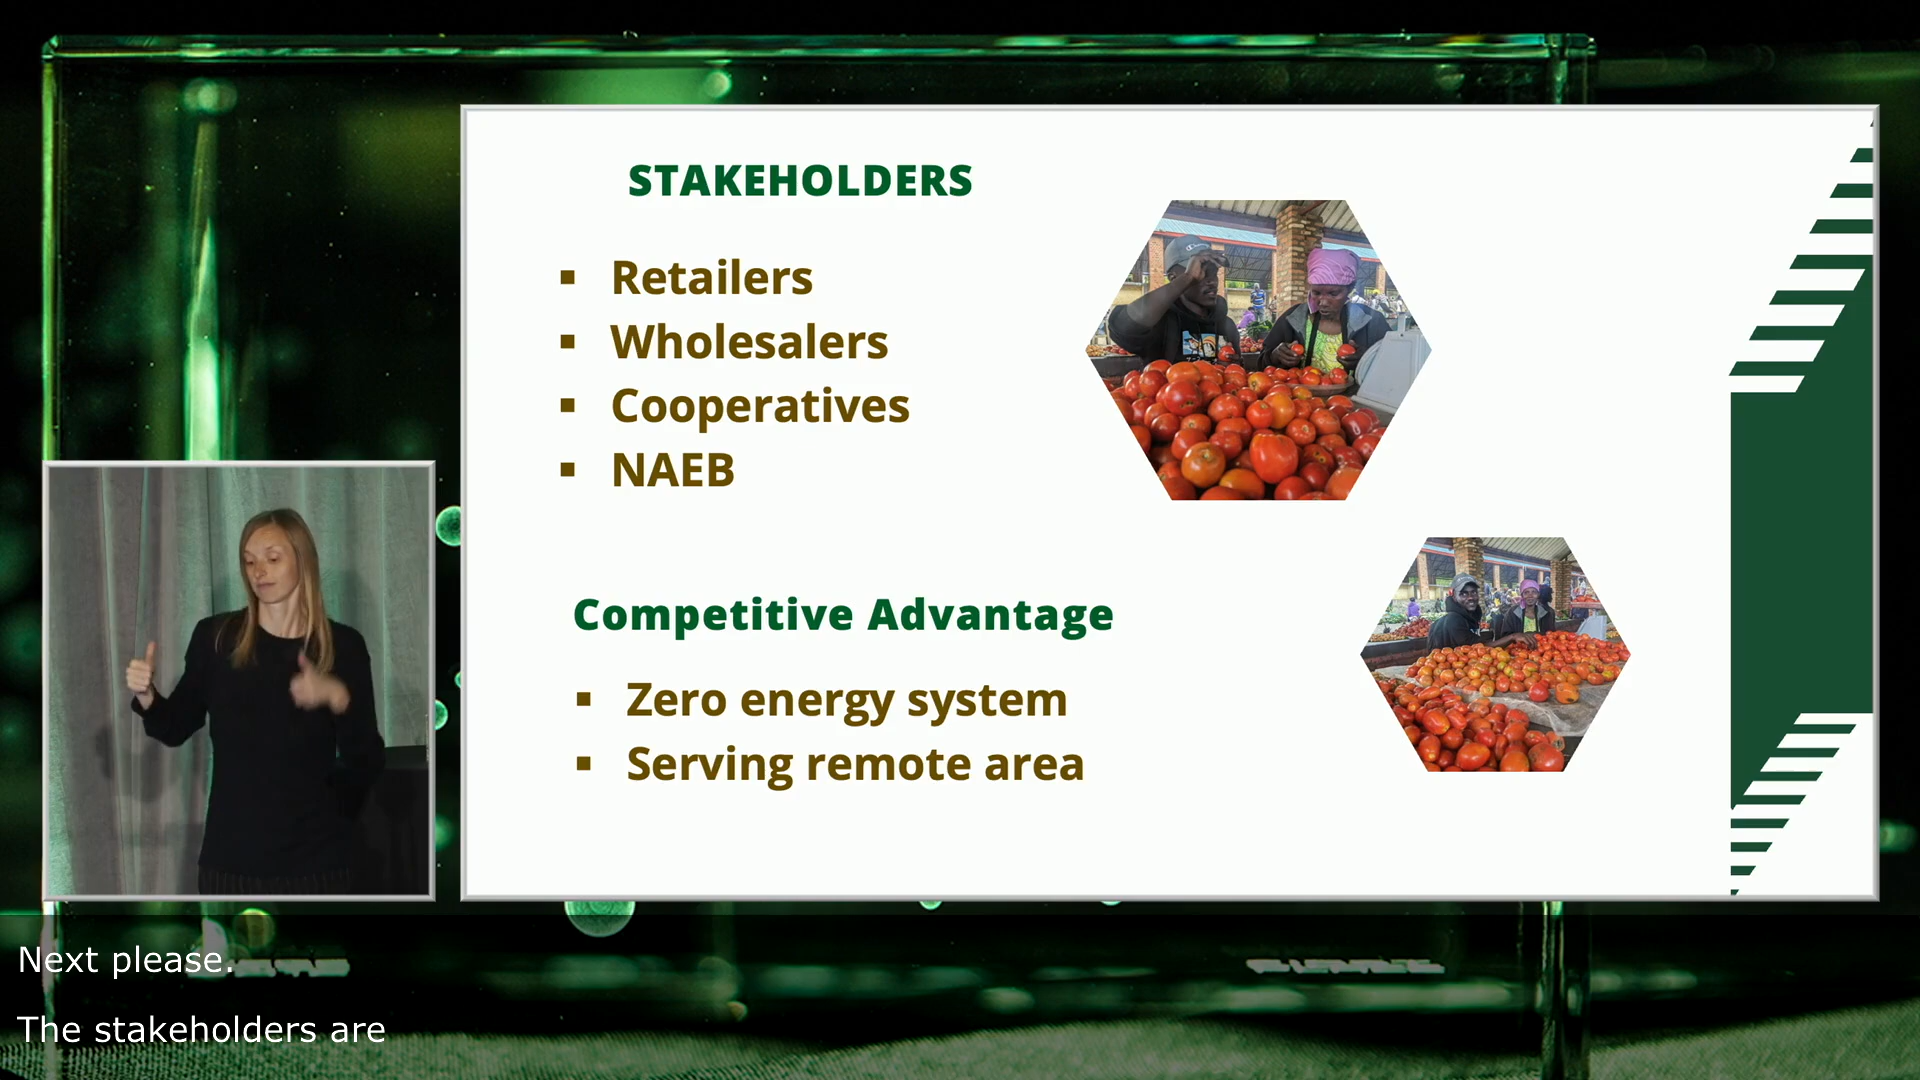 STAKEHOLDERS
Retailers
Wholesalers
Cooperatives
NAEB
Competitive Advantage
Zero energy system
Serving remote area
Next please.
The stakeholders are